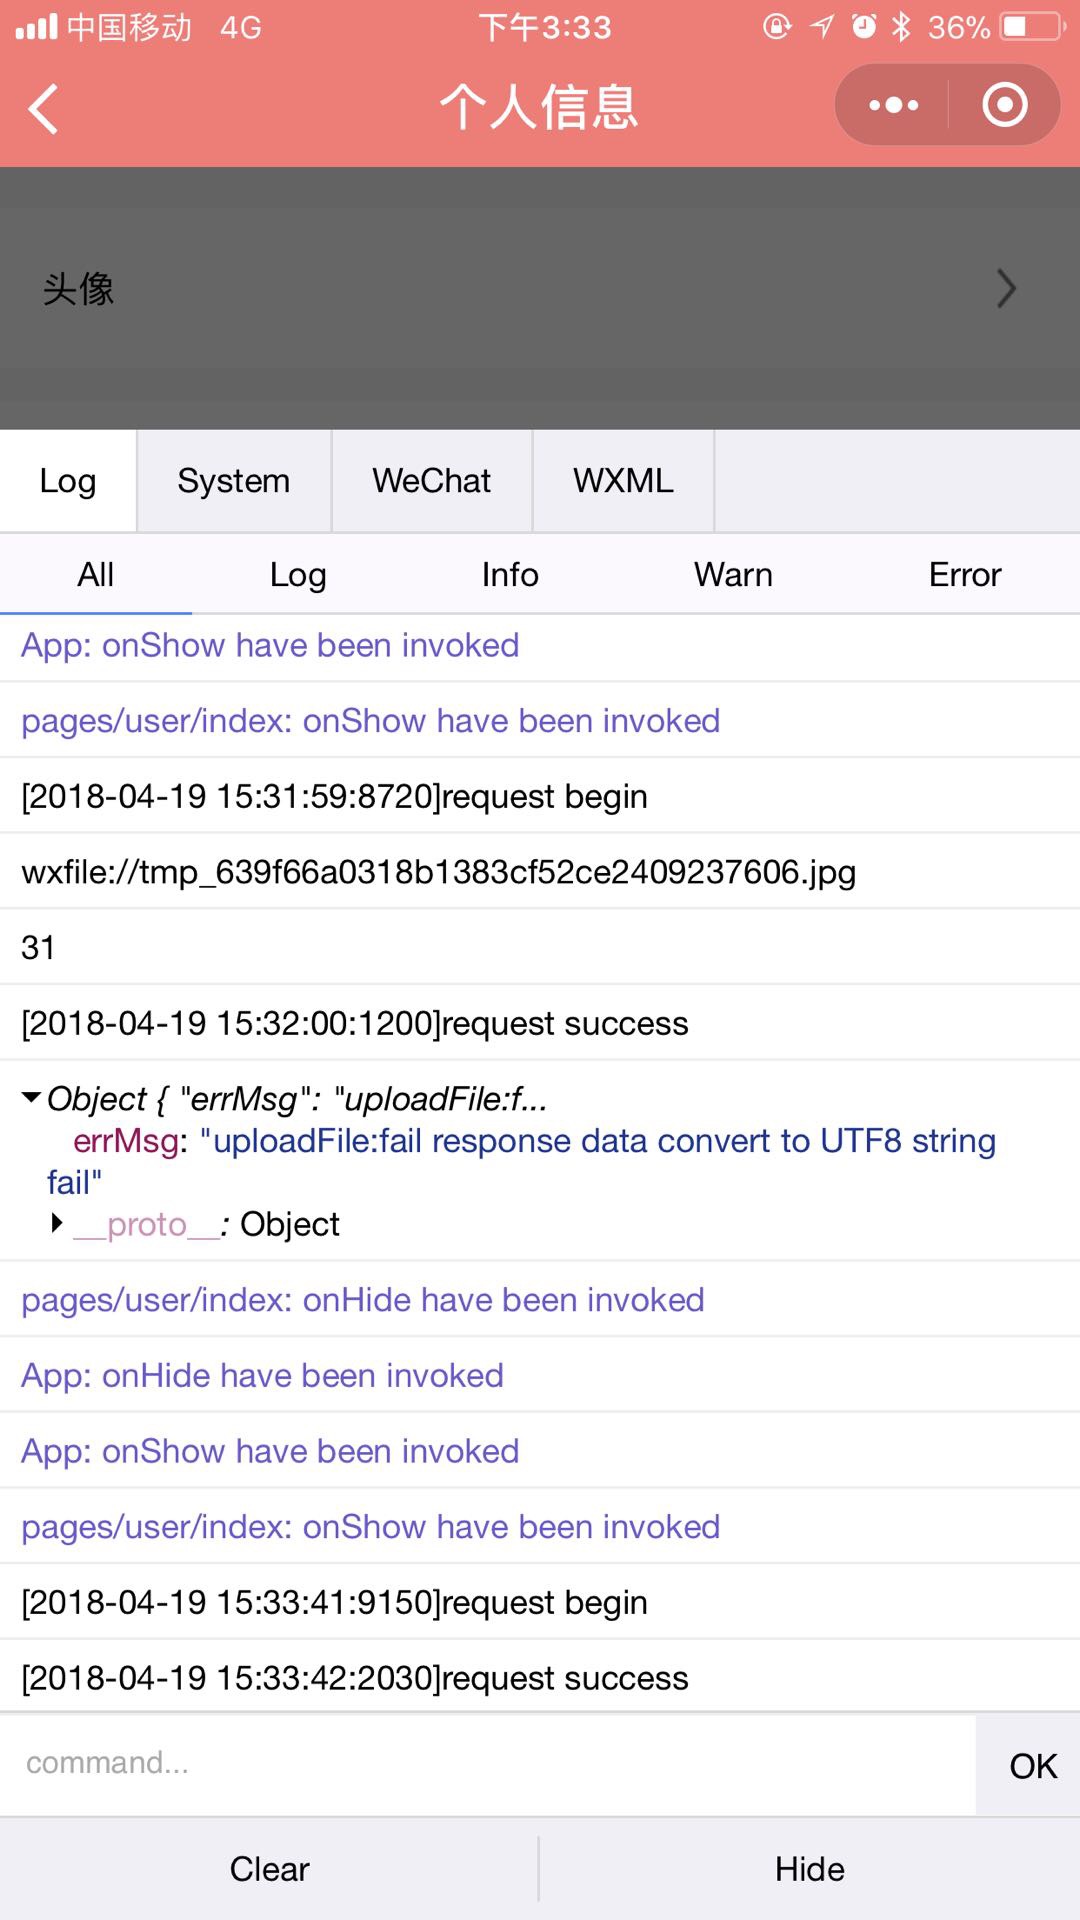 中国移动 4G 下午3:33 36%
个人信息
头像
Log System WeChat WXML
All Log Info Warn Error
App: onShow have been invoked
pages/user/index: onShow have been invoked
[2018-04-19 15:31:59:8720]request begin
wxfile://tmp_639f66a0318b1383cf52ce2409237606.jpg
31
[2018-04-19 15:32:00:1200]request success
Object { "errMsg": "uploadFile:f...
errMsg: "uploadFile:fail response data convert to UTF8 string
fail"
__proto__: Object
pages/user/index: onHide have been invoked
App: onHide have been invoked
App: onShow have been invoked
pages/user/index: onShow have been invoked
[2018-04-19 15:33:41:9150]request begin
[2018-04-19 15:33:42:2030]request success
command...
OK
Clear Hide